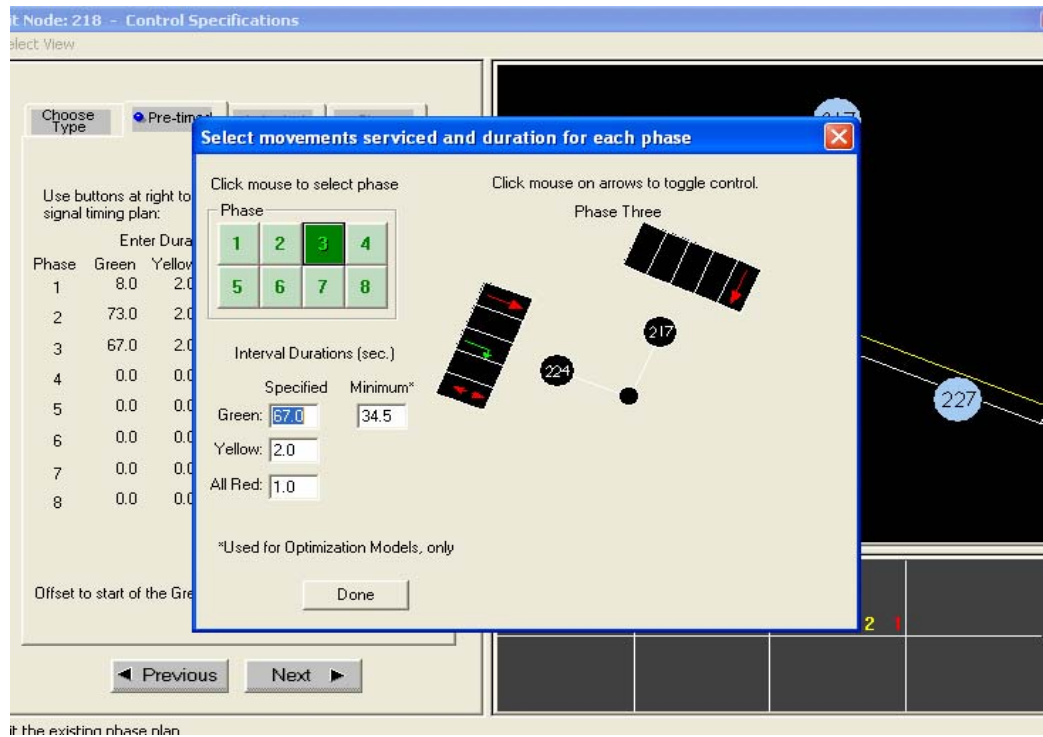 it Node: 218 - Control Specifications
elect View
Choose Type
Pre-timed
Use buttons at right to
signal timing plan:
Enter Dura
Phase Green Yellow
1 8.0 2.0
2 73.0 2.0
3 67.0 2.0
4 0.0 0.0
5 0.0 0.0
6 0.0 0.0
7 0.0 0.0
8 0.0 0.0
Offset to start of the Gre
Previous Next
it the existing phase plan
Select movements serviced and duration for each phase
Click mouse to select phase
Phase
1 2 3 4
5 6 7 8
Interval Durations (sec.)
Specified Minimum*
Green: 67.0 34.5
Yellow: 2.0
All Red: 1.0
*Used for Optimization Models, only
Done
Click mouse on arrows to toggle control.
Phase Three
217
224
217
227
2 1